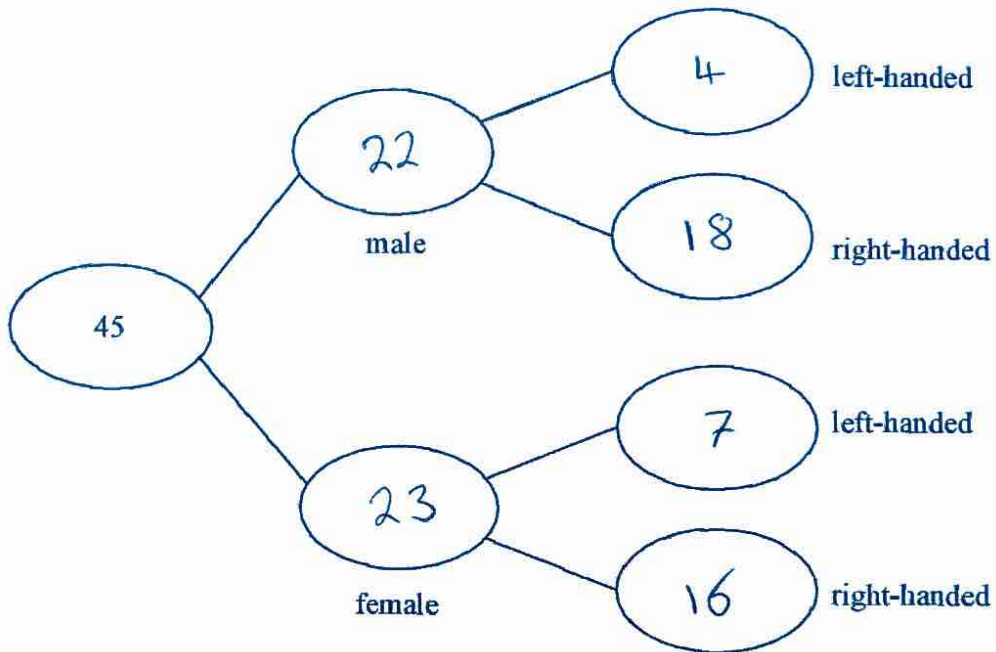 4 left-handed
22
male
18 right-handed
45
7 left-handed
23
female
16 right-handed